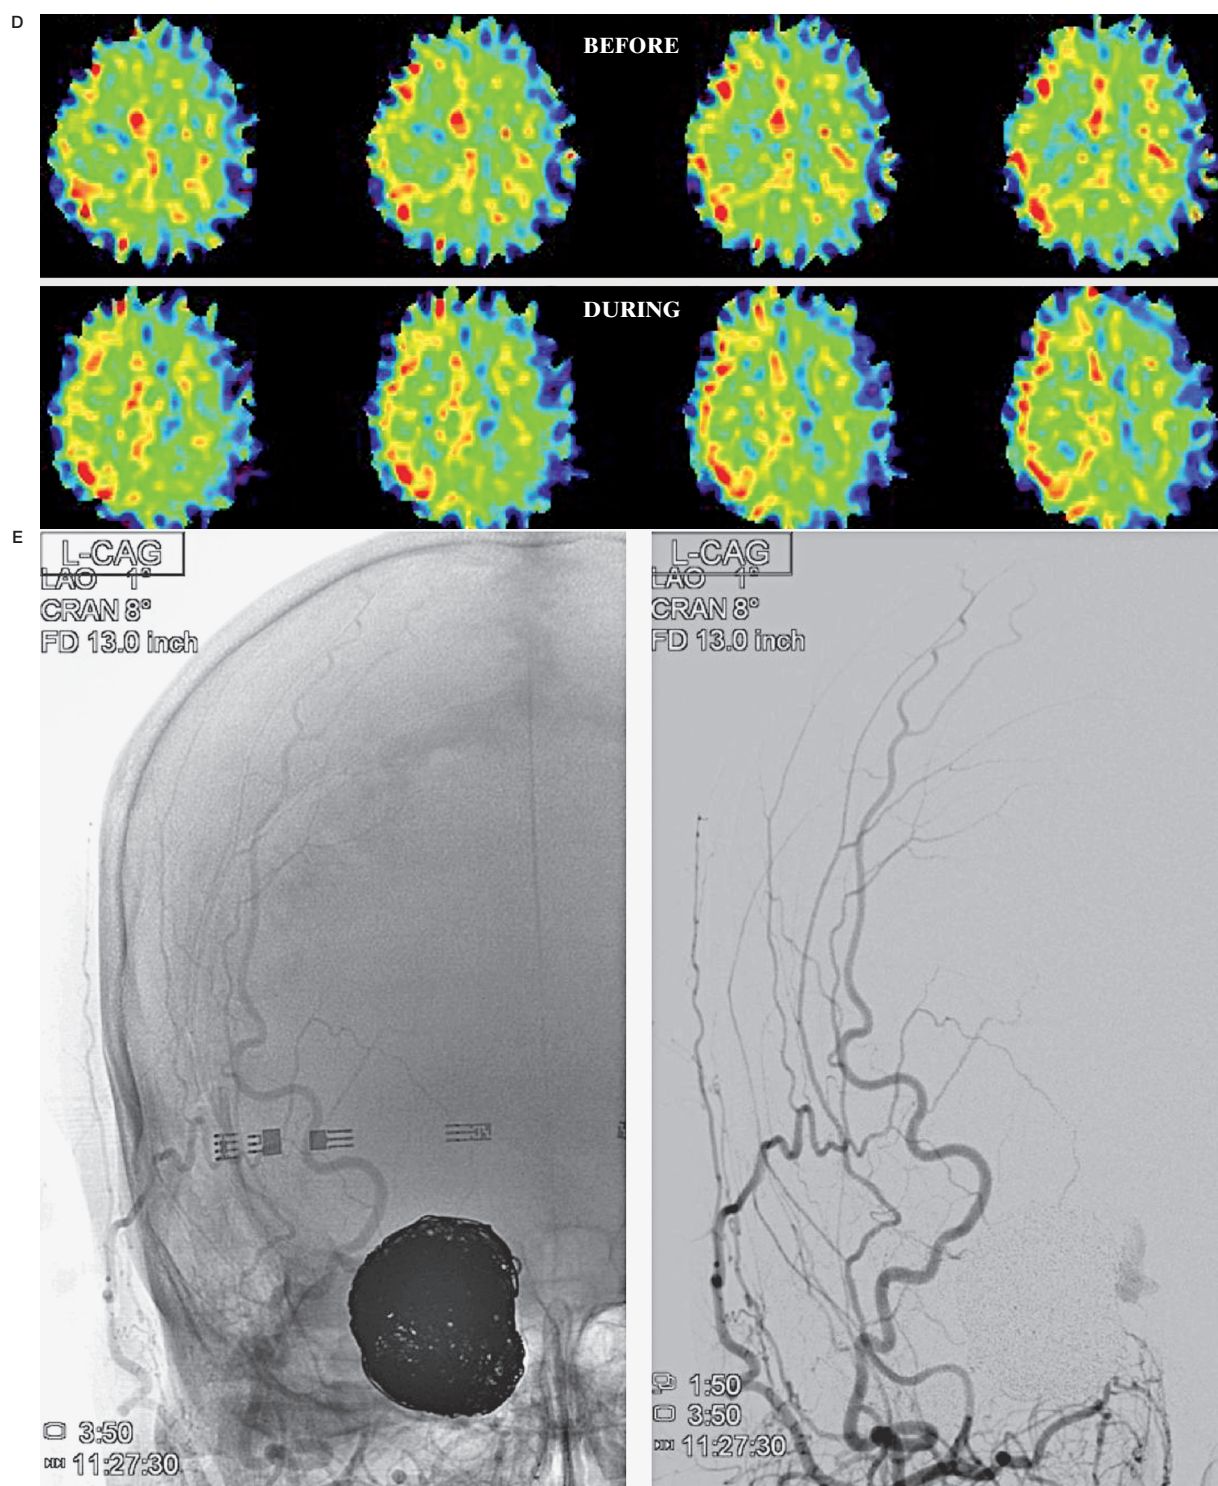 D
BEFORE
DURING
E
L-CAG
LAO 1°
CRAN 8°
FD 13.0 inch
3:50
11:27:30
L-CAG
LAO 1°
CRAN 8°
FD 13.0 inch
1:50
3:50
11:27:30